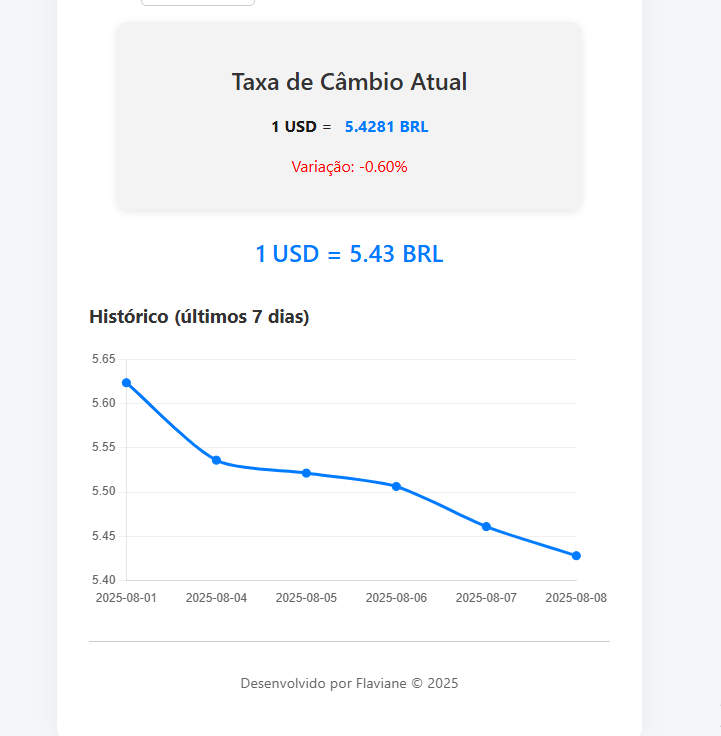 Taxa de Câmbio Atual
1 USD = 5.4281 BRL
Variação: -0.60%
1 USD = 5.43 BRL
Histórico (últimos 7 dias)
5.65
5.60
5.55
5.50
5.45
5.40
2025-08-01 2025-08-04 2025-08-05 2025-08-06 2025-08-07 2025-08-08
Desenvolvido por Flaviane © 2025